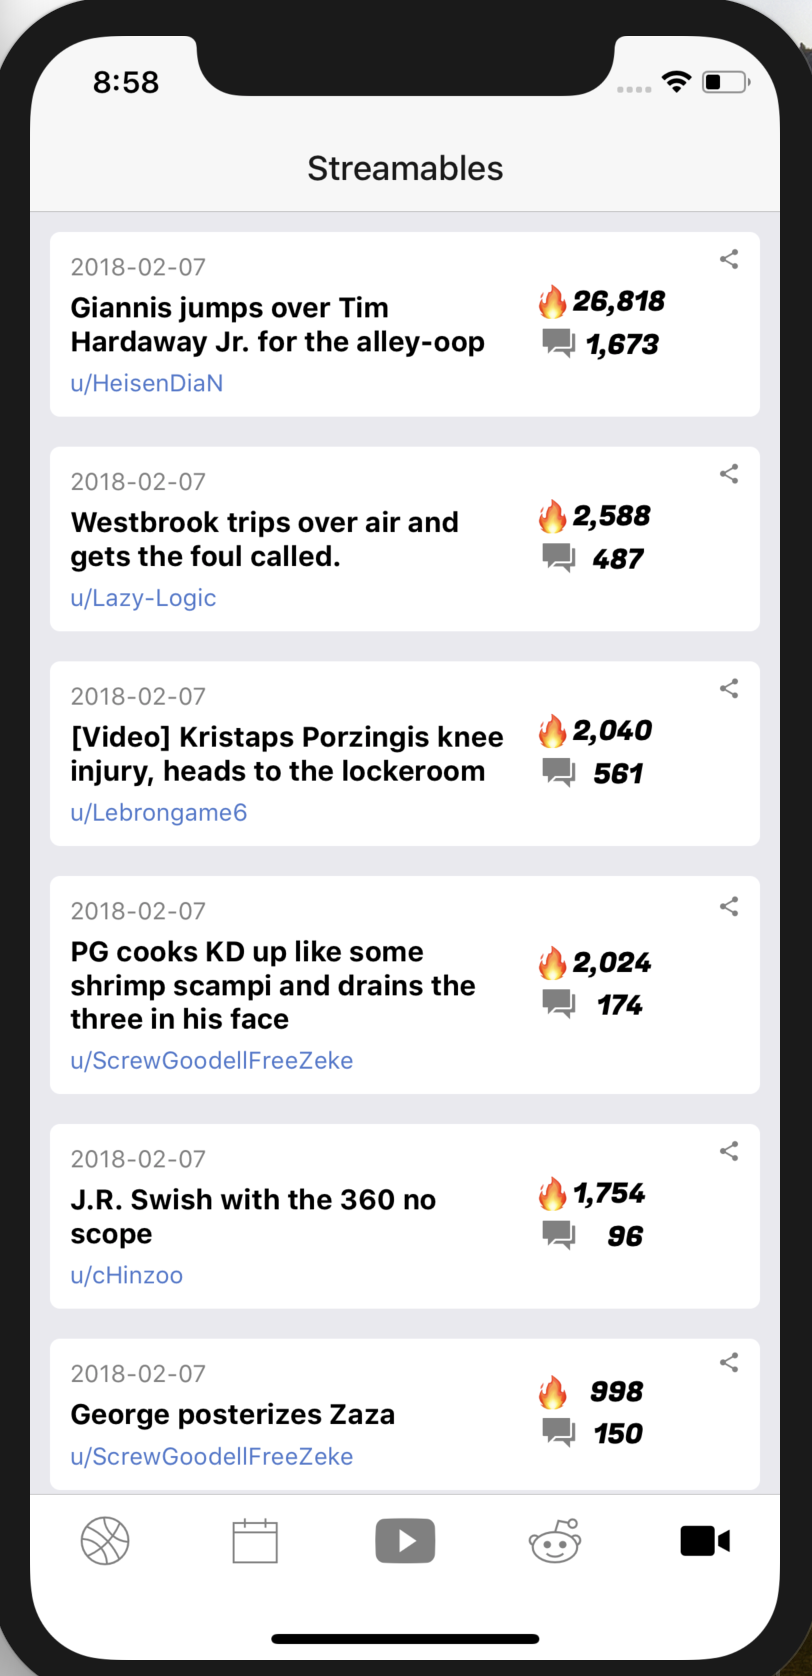 8:58
Streamables
2018-02-07
Giannis jumps over Tim
Hardaway Jr. for the alley-oop
u/HeisenDiaN
26,818
1,673
2018-02-07
Westbrook trips over air and
gets the foul called.
u/Lazy-Logic
2,588
487
2018-02-07
[Video] Kristaps Porzingis knee
injury, heads to the lockeroom
u/Lebrongame6
2,040
561
2018-02-07
PG cooks KD up like some
shrimp scampi and drains the
three in his face
u/ScrewGoodellFreeZeke
2,024
174
2018-02-07
J.R. Swish with the 360 no
scope
u/cHinzoo
1,754
96
2018-02-07
George posterizes Zaza
u/ScrewGoodellFreeZeke
998
150